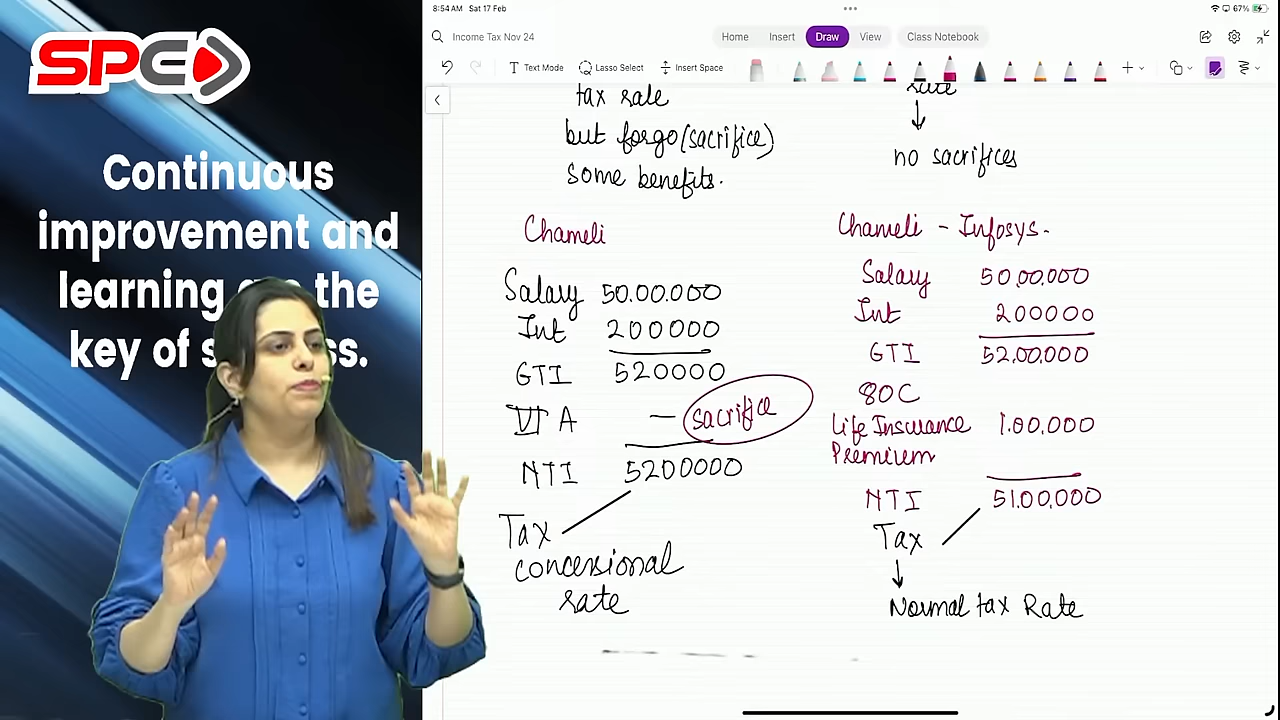 SPC
Continuous
improvement and
learning the
key of s ss.
8:54 AM Sat 17 Feb
67%
Income Tax Nov 24
Home Insert Draw View Class Notebook
Text Mode Lasso Select Insert Space
tax rate
but forgo (sacrifice)
some benefits.
rate
no sacrifices
Chameli
Salary 50,00,000
Int 200000
GTI 520000
VI A — sacrifice
NTI 5200000
Tax
concessional
rate
Chameli - Infosys.
Salary 50,00,000
Int 200000
GTI 52,00,000
80C
Life Insurance 1,00,000
Premium
NTI 51,00,000
Tax
Normal tax Rate